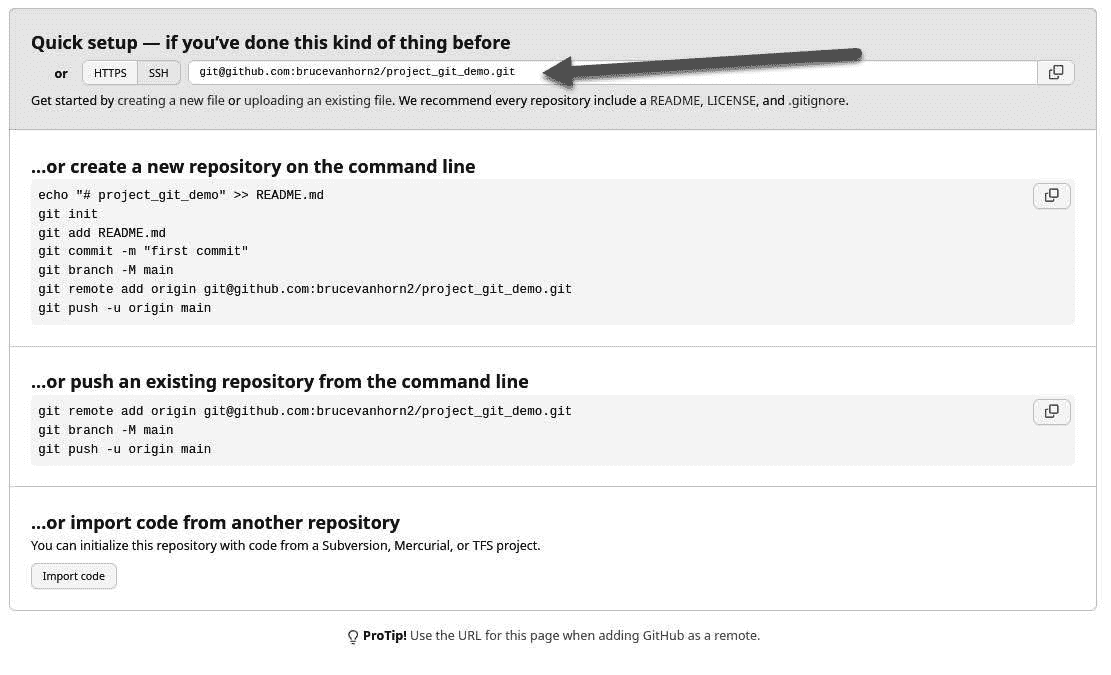 Quick setup — if you’ve done this kind of thing before
or HTTPS SSH git@github.com:brucevanhorn2/project_git_demo.git
Get started by creating a new file or uploading an existing file. We recommend every repository include a README, LICENSE, and .gitignore.
…or create a new repository on the command line
echo "# project_git_demo" >> README.md
git init
git add README.md
git commit -m "first commit"
git branch -M main
git remote add origin git@github.com:brucevanhorn2/project_git_demo.git
git push -u origin main
…or push an existing repository from the command line
git remote add origin git@github.com:brucevanhorn2/project_git_demo.git
git branch -M main
git push -u origin main
…or import code from another repository
You can initialize this repository with code from a Subversion, Mercurial, or TFS project.
Import code
ProTip! Use the URL for this page when adding GitHub as a remote.